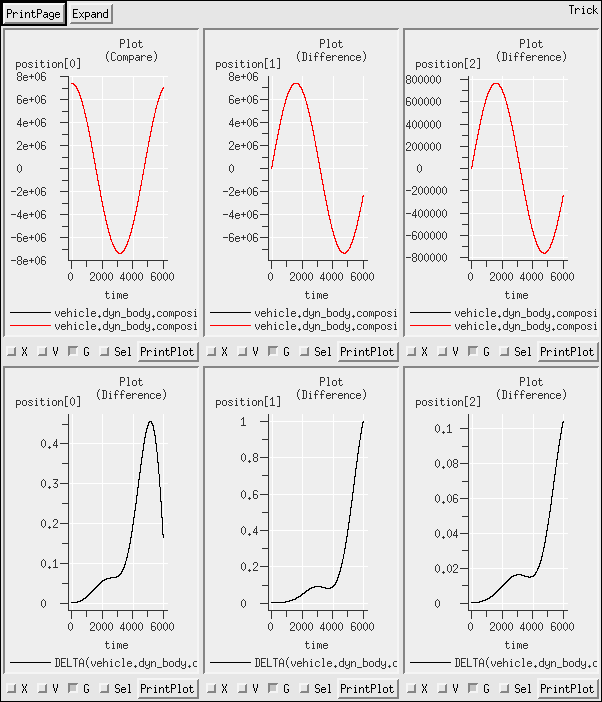 PrintPage Expand Trick
Plot
(Compare)
position[0]
8e+06
6e+06
4e+06
2e+06
0
-2e+06
-4e+06
-6e+06
-8e+06
0 2000 4000 6000
time
vehicle.dyn_body.composi
vehicle.dyn_body.composi
X V G Sel PrintPlot
Plot
(Difference)
position[1]
8e+06
6e+06
4e+06
2e+06
0
-2e+06
-4e+06
-6e+06
0 2000 4000 6000
time
vehicle.dyn_body.composi
vehicle.dyn_body.composi
X V G Sel PrintPlot
Plot
(Difference)
position[2]
800000
600000
400000
200000
0
-200000
-400000
-600000
-800000
0 2000 4000 6000
time
vehicle.dyn_body.composi
vehicle.dyn_body.composi
X V G Sel PrintPlot
Plot
(Difference)
position[0]
0.4
0.3
0.2
0.1
0
0 2000 4000 6000
time
DELTA(vehicle.dyn_body.c
X V G Sel PrintPlot
Plot
(Difference)
position[1]
1
0.8
0.6
0.4
0.2
0
0 2000 4000 6000
time
DELTA(vehicle.dyn_body.c
X V G Sel PrintPlot
Plot
(Difference)
position[2]
0.1
0.08
0.06
0.04
0.02
0
0 2000 4000 6000
time
DELTA(vehicle.dyn_body.c
X V G Sel PrintPlot